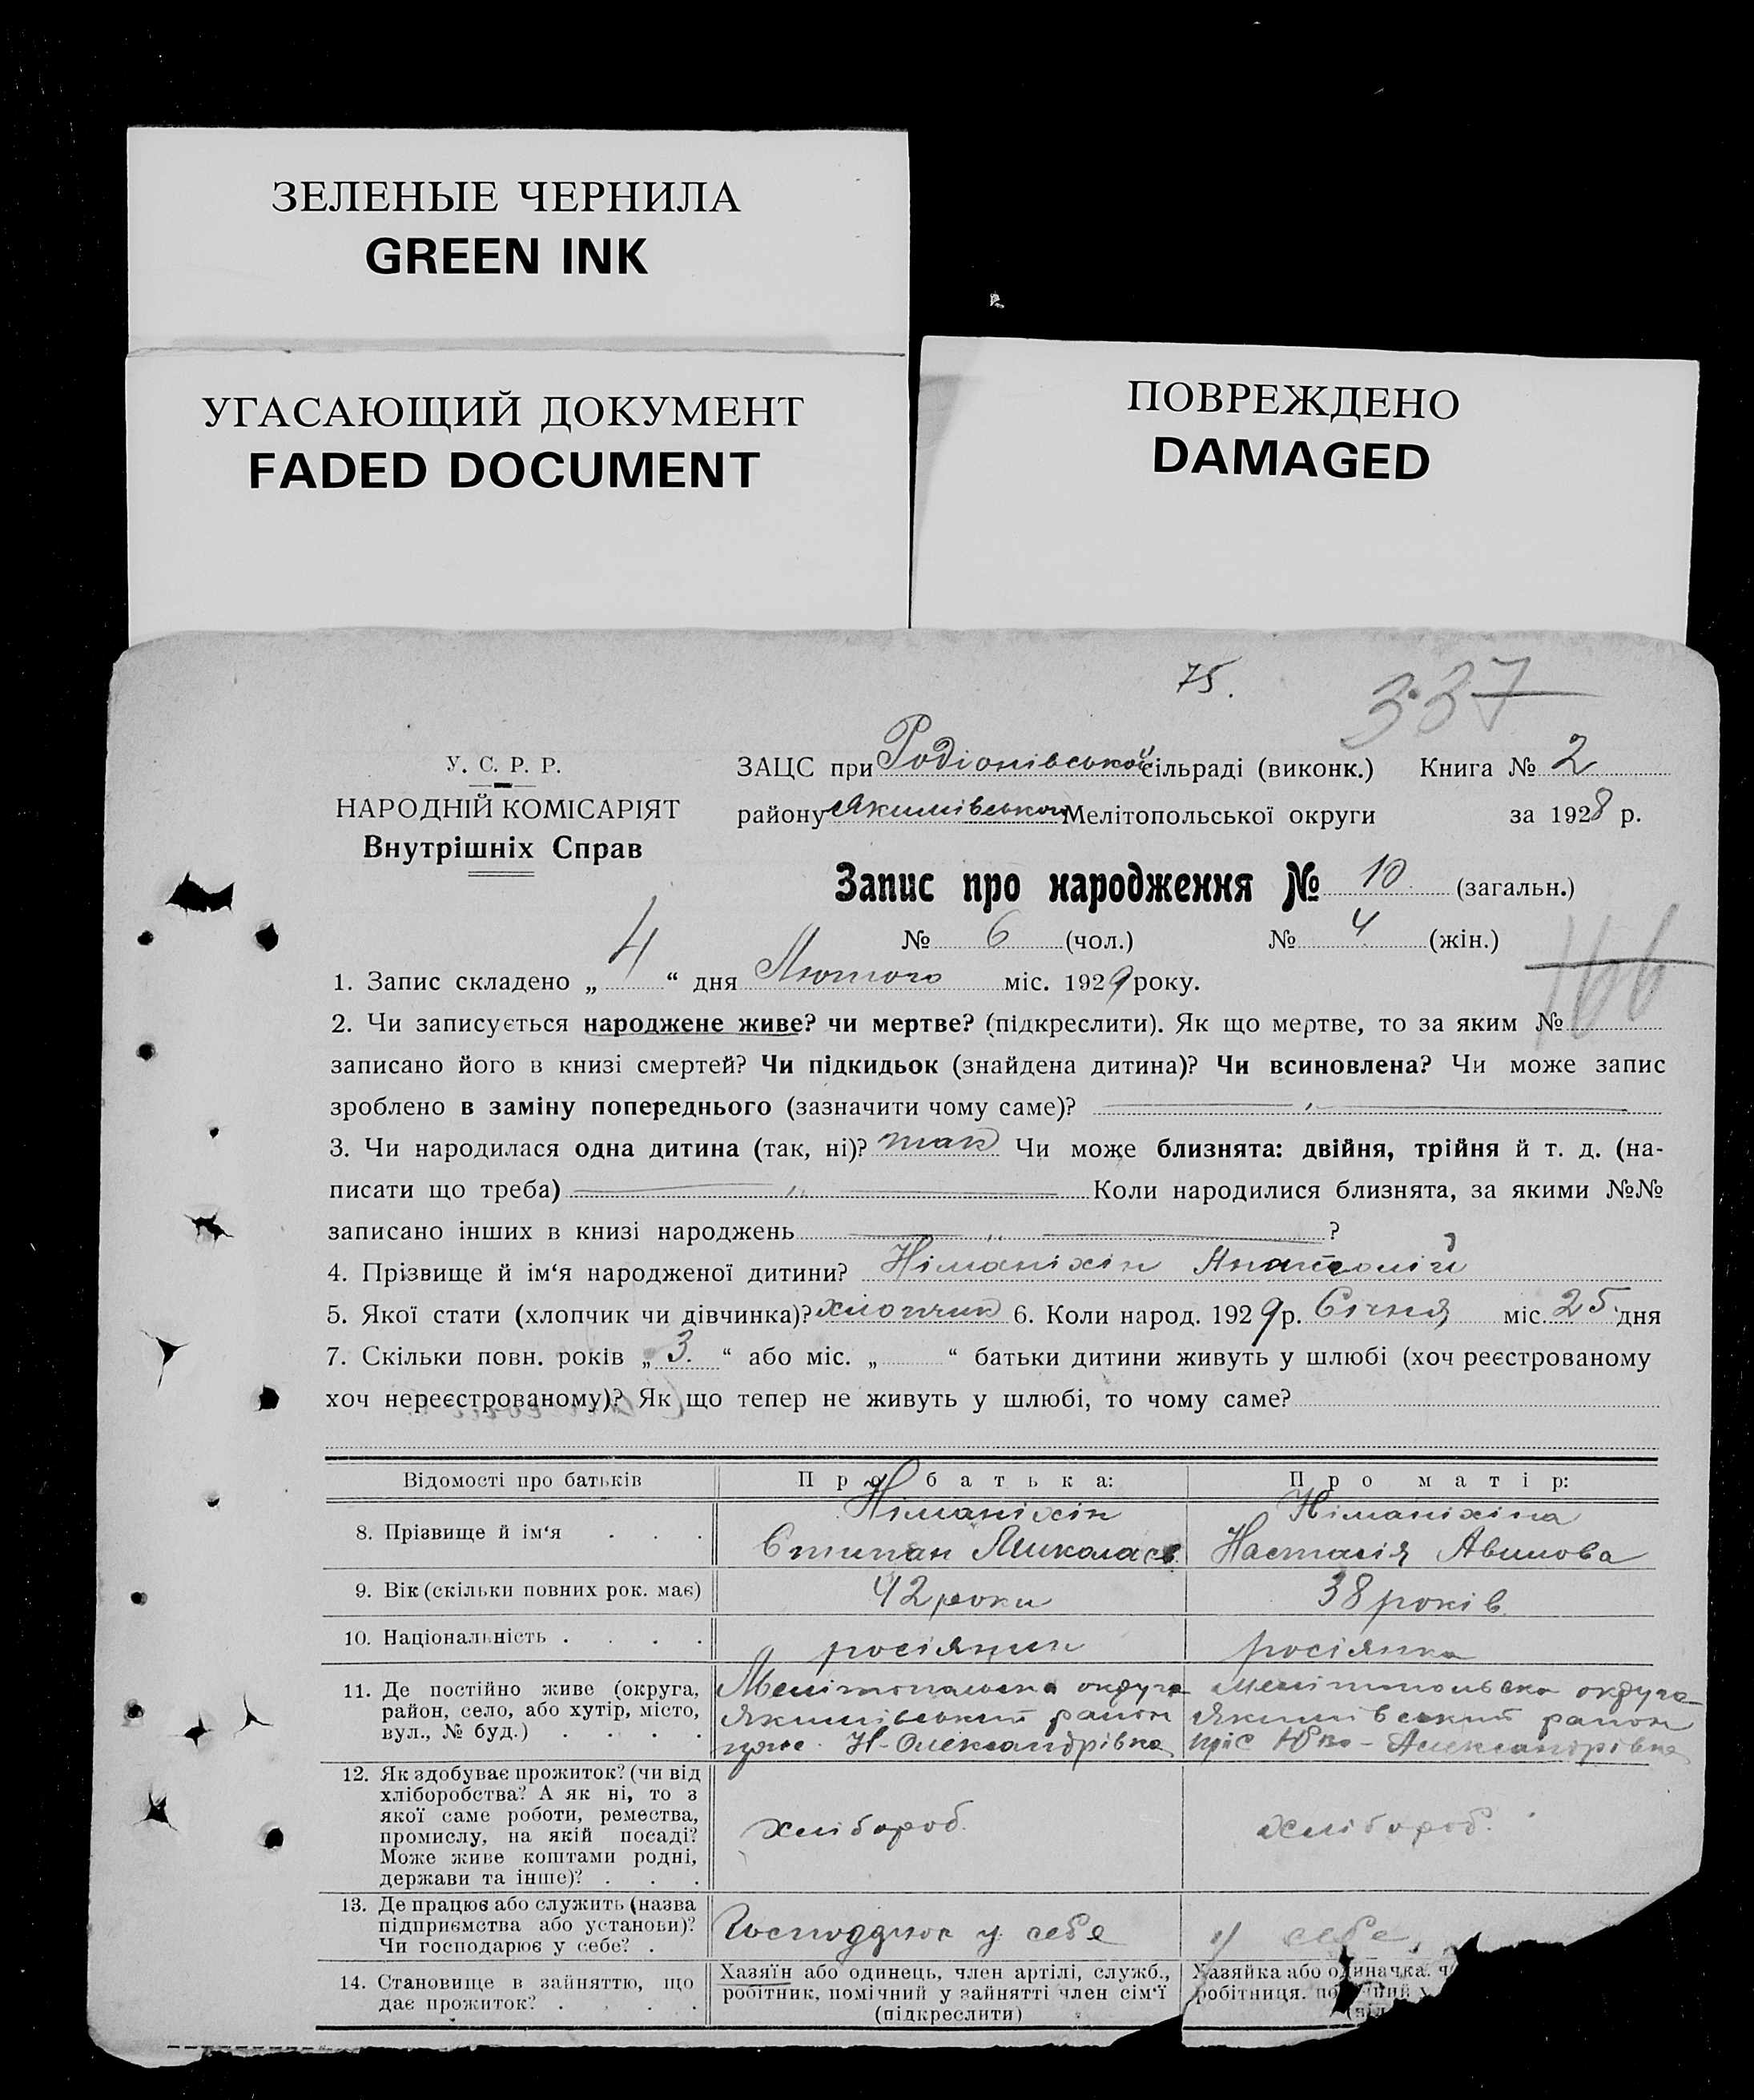 ЗЕЛЕНЫЕ ЧЕРНИЛА
GREEN INK
УГАСАЮЩИЙ ДОКУМЕНТ
FADED DOCUMENT
ПОВРЕЖДЕНО
DAMAGED
75.
337
У. С. Р. Р.
НАРОДНІЙ КОМІСАРІЯТ
Внутрішніх Справ
ЗАЦС при Родіонівської сільраді (виконк.) Книга № 2
району Якимівського Мелітопольської округи за 1928 р.
Запис про народження № 10 (загальн.)
№ 6 (чол.) № 4 (жін.)
166
1. Запис складено „ 4 “ дня Лютого міс. 1929 року.
2. Чи записується народжене живе? чи мертве? (підкреслити). Як що мертве, то за яким №
записано його в книзі смертей? Чи підкидьок (знайдена дитина)? Чи всиновлена? Чи може запис
зроблено в заміну попереднього (зазначити чому саме)?
3. Чи народилася одна дитина (так, ні)? так Чи може близнята: двійня, трійня й т. д. (на-
писати що треба) Коли народилися близнята, за якими №№
записано інших в книзі народжень ?
4. Прізвище й ім‘я народженої дитини? Німаніхін Анатолій
5. Якої стати (хлопчик чи дівчинка)? хлопчик 6. Коли народ. 1929 р. Січня міс. 25 дня
7. Скільки повн. років „ 3. “ або міс. „ “ батьки дитини живуть у шлюбі (хоч реєстрованому
хоч нереєстрованому)? Як що тепер не живуть у шлюбі, то чому саме?
Відомості про батьків Про батька: Про матір:
8. Прізвище й ім‘я . . . Німаніхін Німаніхіна
Степан Миколаєв. Настасія Авимова
9. Вік (скільки повних рок. має) 42 роки 38 років
10. Національність . . . . росіянин росіянка
11. Де постійно живе (округа, Мелітопольська округа Мелітопольська округа
район, село, або хутір, місто, Якимівський район Якимівський район
вул., № буд.) . . . . Н-Олександрівка Олександрівка
12. Як здобуває прожиток? (чи від
хліборобства? А як ні, то з
якої саме роботи, ремества,
промислу, на якій посаді? хлібороб. хлібороб.
Може живе коштами родні,
держави та інше)? . . .
13. Де працює або служить (назва
підприємства або установи)? Господарює у себе у себе
Чи господарює у себе? .
14. Становище в зайняттю, що Хазяїн або одинець, член артілі, служб., Хазяйка або одиначка. ч
дає прожиток? . . . . робітник, помічний у зайнятті член сім‘ї робітниця.
(підкреслити)